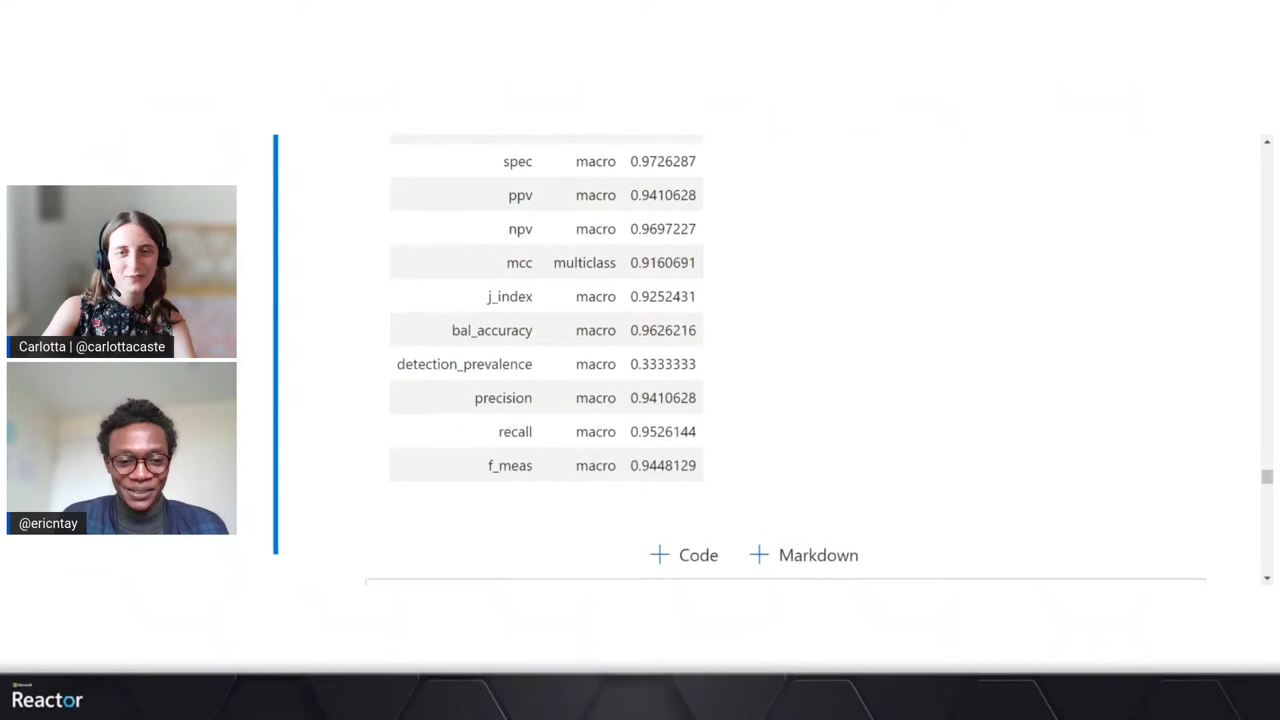 spec macro 0.9726287
ppv macro 0.9410628
npv macro 0.9697227
mcc multiclass 0.9160691
j_index macro 0.9252431
bal_accuracy macro 0.9626216
detection_prevalence macro 0.3333333
precision macro 0.9410628
recall macro 0.9526144
f_meas macro 0.9448129
+ Code + Markdown
Carlotta | @carlottacaste
@ericntay
Microsoft
Reactor